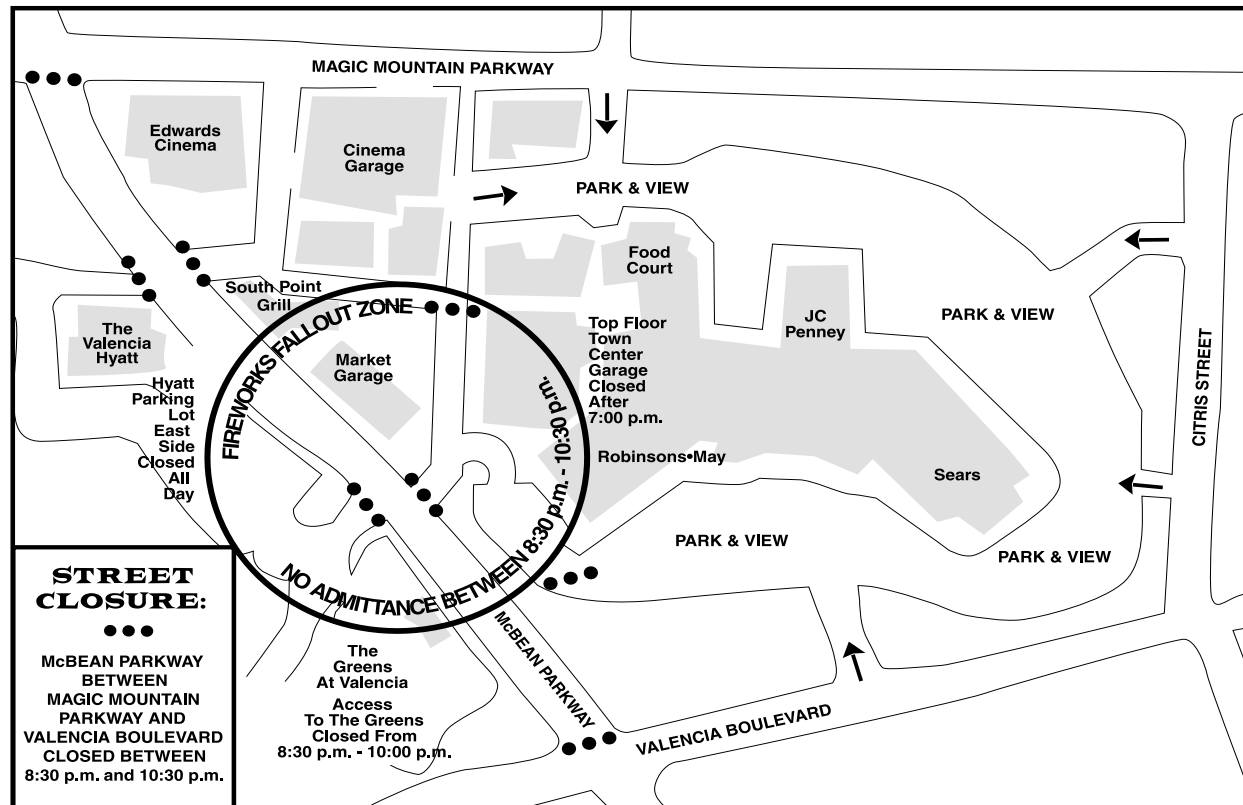 MAGIC MOUNTAIN PARKWAY
Edwards
Cinema
Cinema
Garage
PARK & VIEW
Food
Court
South Point
Grill
JC
Penney
PARK & VIEW
The
Valencia
Hyatt
Market
Garage
Top Floor
Town
Center
Garage
Closed
After
7:00 p.m.
Hyatt
Parking
Lot
East
Side
Closed
All
Day
FIREWORKS FALLOUT ZONE
NO ADMITTANCE BETWEEN 8:30 p.m. - 10:30 p.m.
CITRIS STREET
Robinsons•May
Sears
PARK & VIEW
PARK & VIEW
McBEAN PARKWAY
The
Greens
At Valencia
Access
To The Greens
Closed From
8:30 p.m. - 10:00 p.m.
VALENCIA BOULEVARD
STREET
CLOSURE:
McBEAN PARKWAY
BETWEEN
MAGIC MOUNTAIN
PARKWAY AND
VALENCIA BOULEVARD
CLOSED BETWEEN
8:30 p.m. and 10:30 p.m.